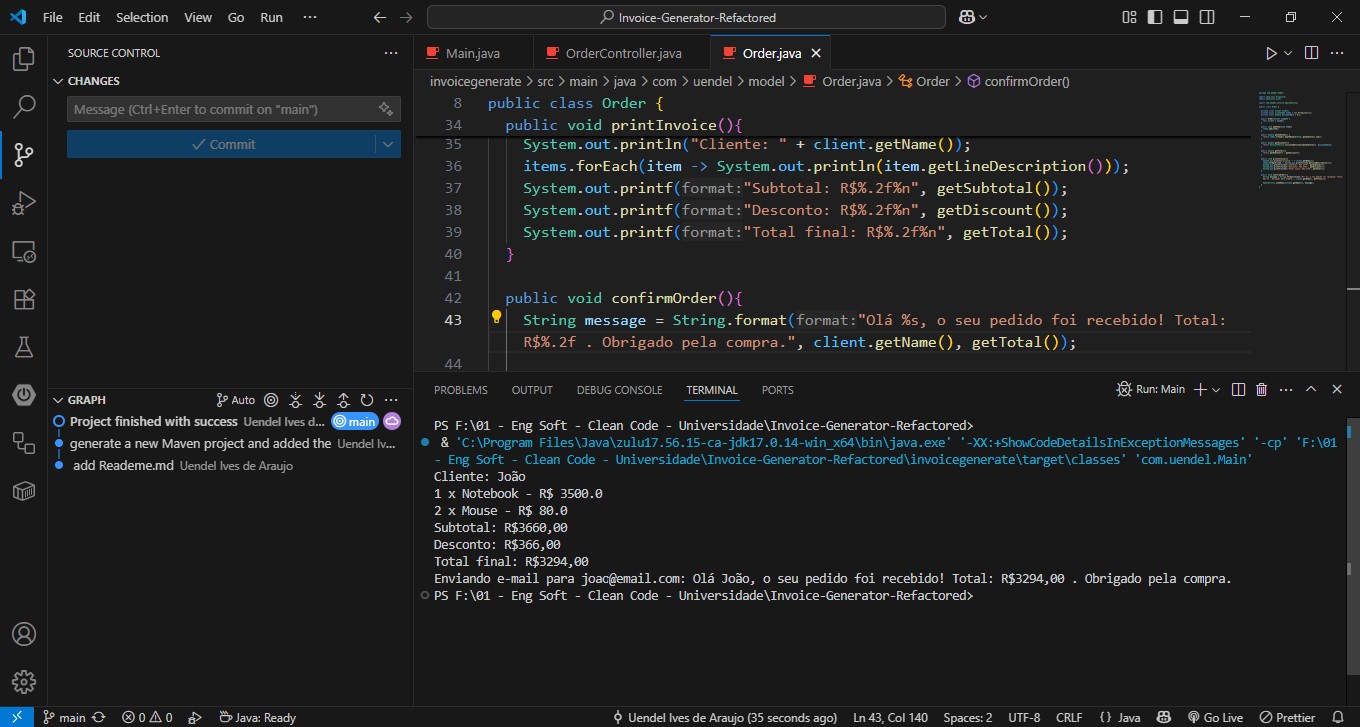 File Edit Selection View Go Run ··· Invoice-Generator-Refactored
SOURCE CONTROL
CHANGES
Message (Ctrl+Enter to commit on "main")
Commit
GRAPH Auto
Project finished with success Uendel Ives d... main
generate a new Maven project and added the Uendel Iv...
add Reademe.md Uendel Ives de Araujo
Main.java OrderController.java Order.java
invoicegenerate > src > main > java > com > uendel > model > Order.java > Order > confirmOrder()
8 public class Order {
34 public void printInvoice(){
35 System.out.println("Cliente: " + client.getName());
36 items.forEach(item -> System.out.println(item.getLineDescription()));
37 System.out.printf(format:"Subtotal: R$%.2f%n", getSubtotal());
38 System.out.printf(format:"Desconto: R$%.2f%n", getDiscount());
39 System.out.printf(format:"Total final: R$%.2f%n", getTotal());
40 }
41
42 public void confirmOrder(){
43 String message = String.format(format:"Olá %s, o seu pedido foi recebido! Total:
R$%.2f . Obrigado pela compra.", client.getName(), getTotal());
44
PROBLEMS OUTPUT DEBUG CONSOLE TERMINAL PORTS Run: Main
PS F:\01 - Eng Soft - Clean Code - Universidade\Invoice-Generator-Refactored>
& 'C:\Program Files\Java\zulu17.56.15-ca-jdk17.0.14-win_x64\bin\java.exe' '-XX:+ShowCodeDetailsInExceptionMessages' '-cp' 'F:\01
- Eng Soft - Clean Code - Universidade\Invoice-Generator-Refactored\invoicegenerate\target\classes' 'com.uendel.Main'
Cliente: João
1 x Notebook - R$ 3500.0
2 x Mouse - R$ 80.0
Subtotal: R$3660,00
Desconto: R$366,00
Total final: R$3294,00
Enviando e-mail para joao@email.com: Olá João, o seu pedido foi recebido! Total: R$3294,00 . Obrigado pela compra.
PS F:\01 - Eng Soft - Clean Code - Universidade\Invoice-Generator-Refactored>
main 0 0 Java: Ready Uendel Ives de Araujo (35 seconds ago) Ln 43, Col 140 Spaces: 2 UTF-8 CRLF {} Java Go Live Prettier